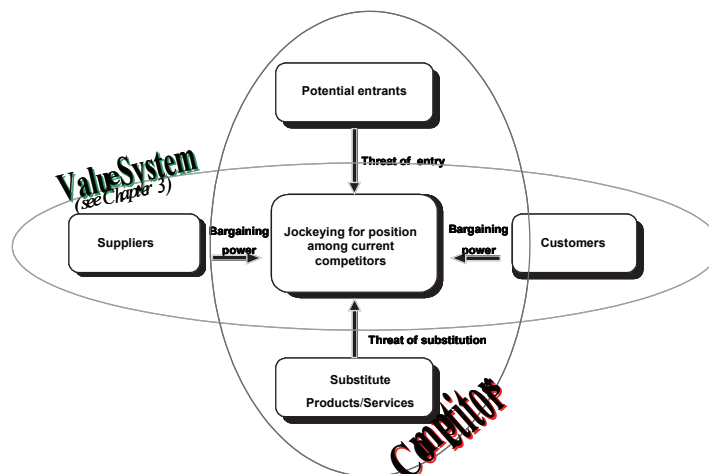 Potential entrants
Threat of entry
ValueSystem
(see Chapter 3)
Suppliers
Bargaining
power
Jockeying for position
among current
competitors
Bargaining
power
Customers
Threat of substitution
Substitute
Products/Services
Competitors